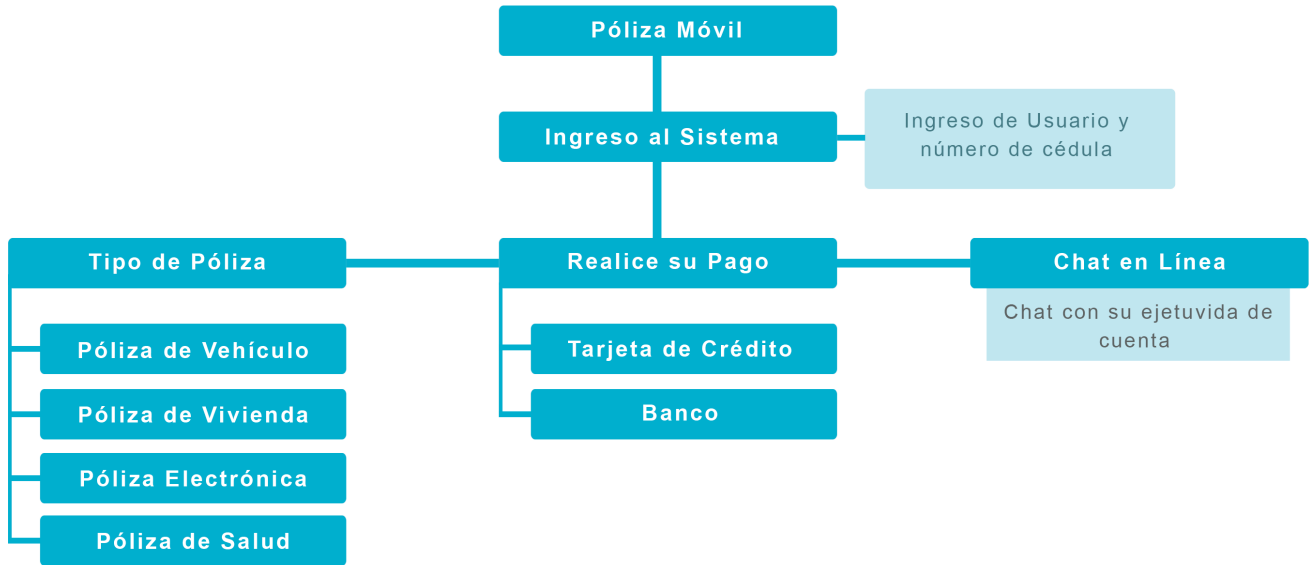 Póliza Móvil
Ingreso al Sistema
Ingreso de Usuario y
número de cédula
Tipo de Póliza
Póliza de Vehículo
Póliza de Vivienda
Póliza Electrónica
Póliza de Salud
Realice su Pago
Tarjeta de Crédito
Banco
Chat en Línea
Chat con su ejetuvida de
cuenta